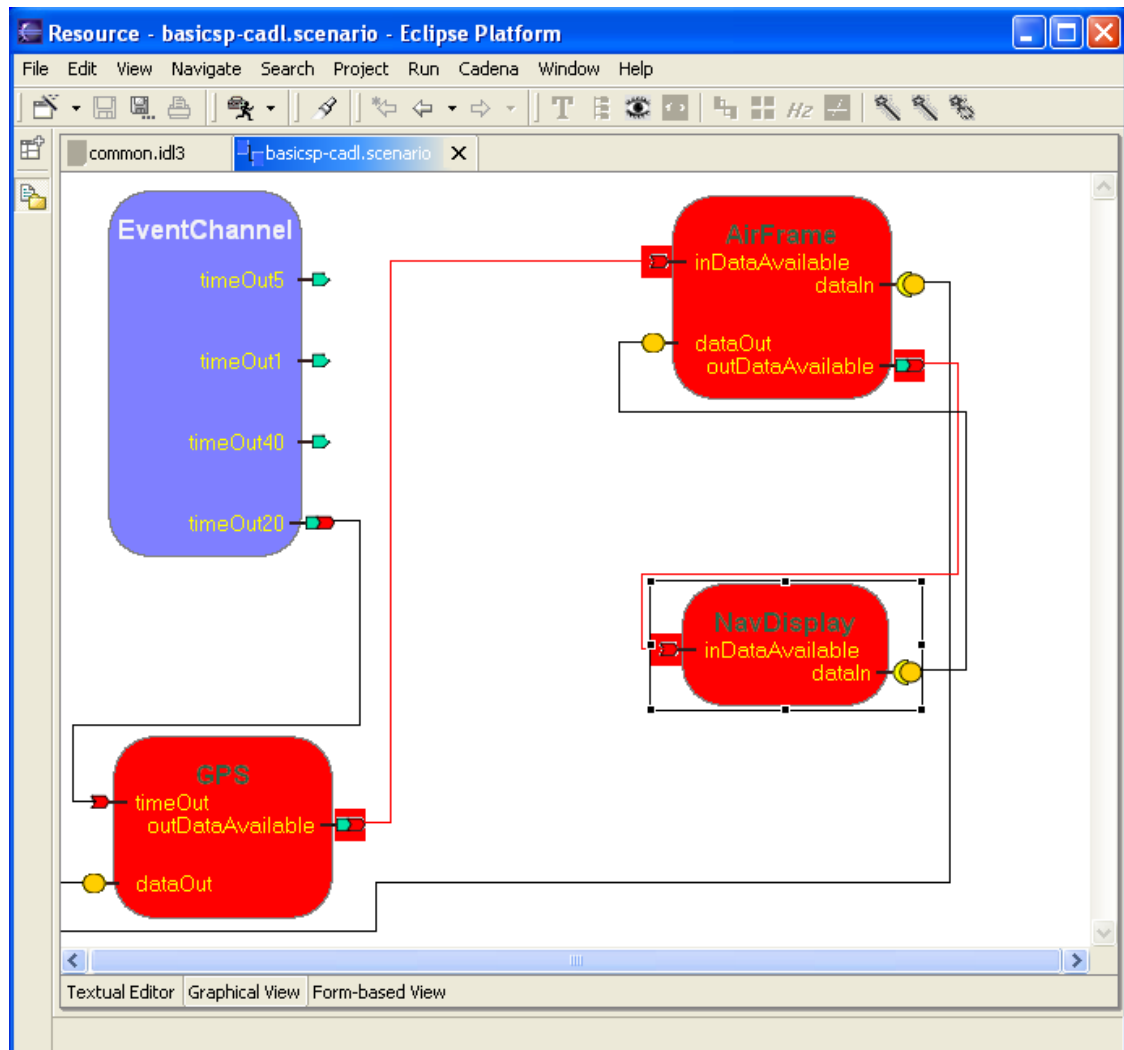 Resource - basicsp-cadl.scenario - Eclipse Platform
File Edit View Navigate Search Project Run Cadena Window Help
T H2
common.idl3 basicsp-cadl.scenario X
EventChannel
timeOut5
timeOut1
timeOut40
timeOut20
AirFrame
inDataAvailable
dataIn
dataOut
outDataAvailable
NavDisplay
inDataAvailable
dataIn
GPS
timeOut
outDataAvailable
dataOut
Textual Editor Graphical View Form-based View